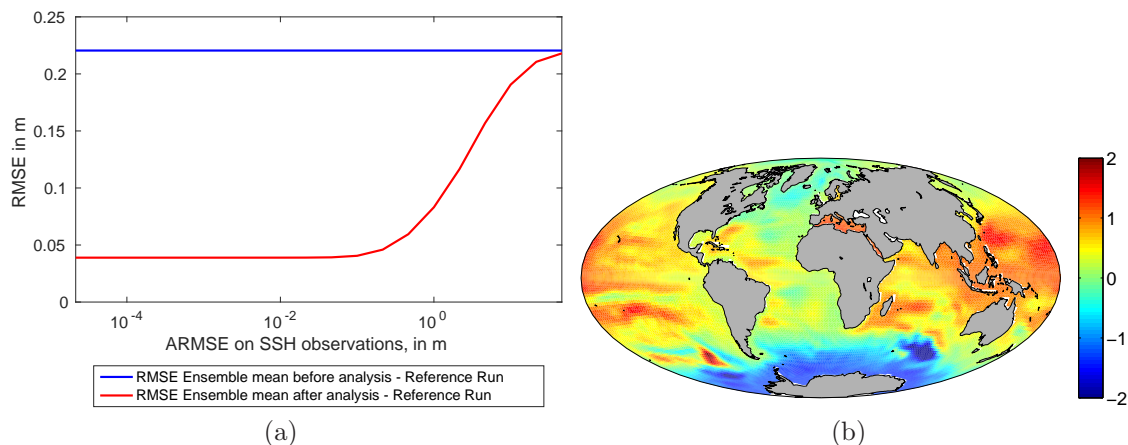 0.25
0.2
0.15
0.1
0.05
0
RMSE in m
10^-4
10^-2
10^0
ARMSE on SSH observations, in m
RMSE Ensemble mean before analysis - Reference Run
RMSE Ensemble mean after analysis - Reference Run
(a)
2
1
0
−1
−2
(b)